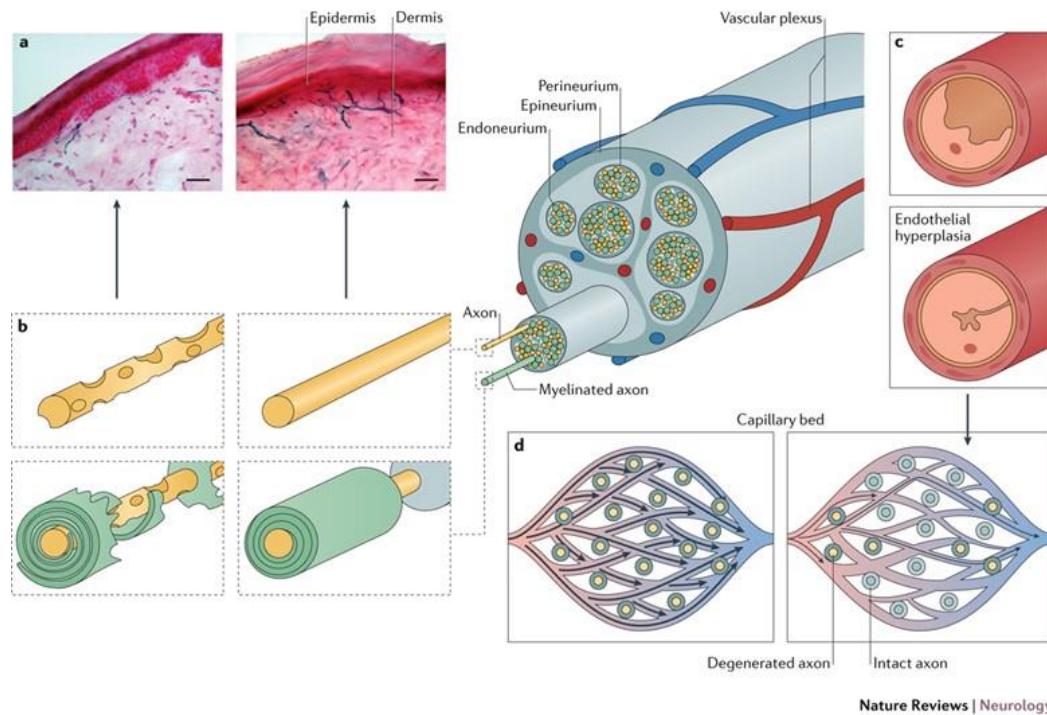 a
Epidermis
Dermis
Vascular plexus
c
Perineurium
Epineurium
Endoneurium
Endothelial
hyperplasia
b
Axon
Myelinated axon
Capillary bed
d
Degenerated axon
Intact axon
Nature Reviews | Neurology